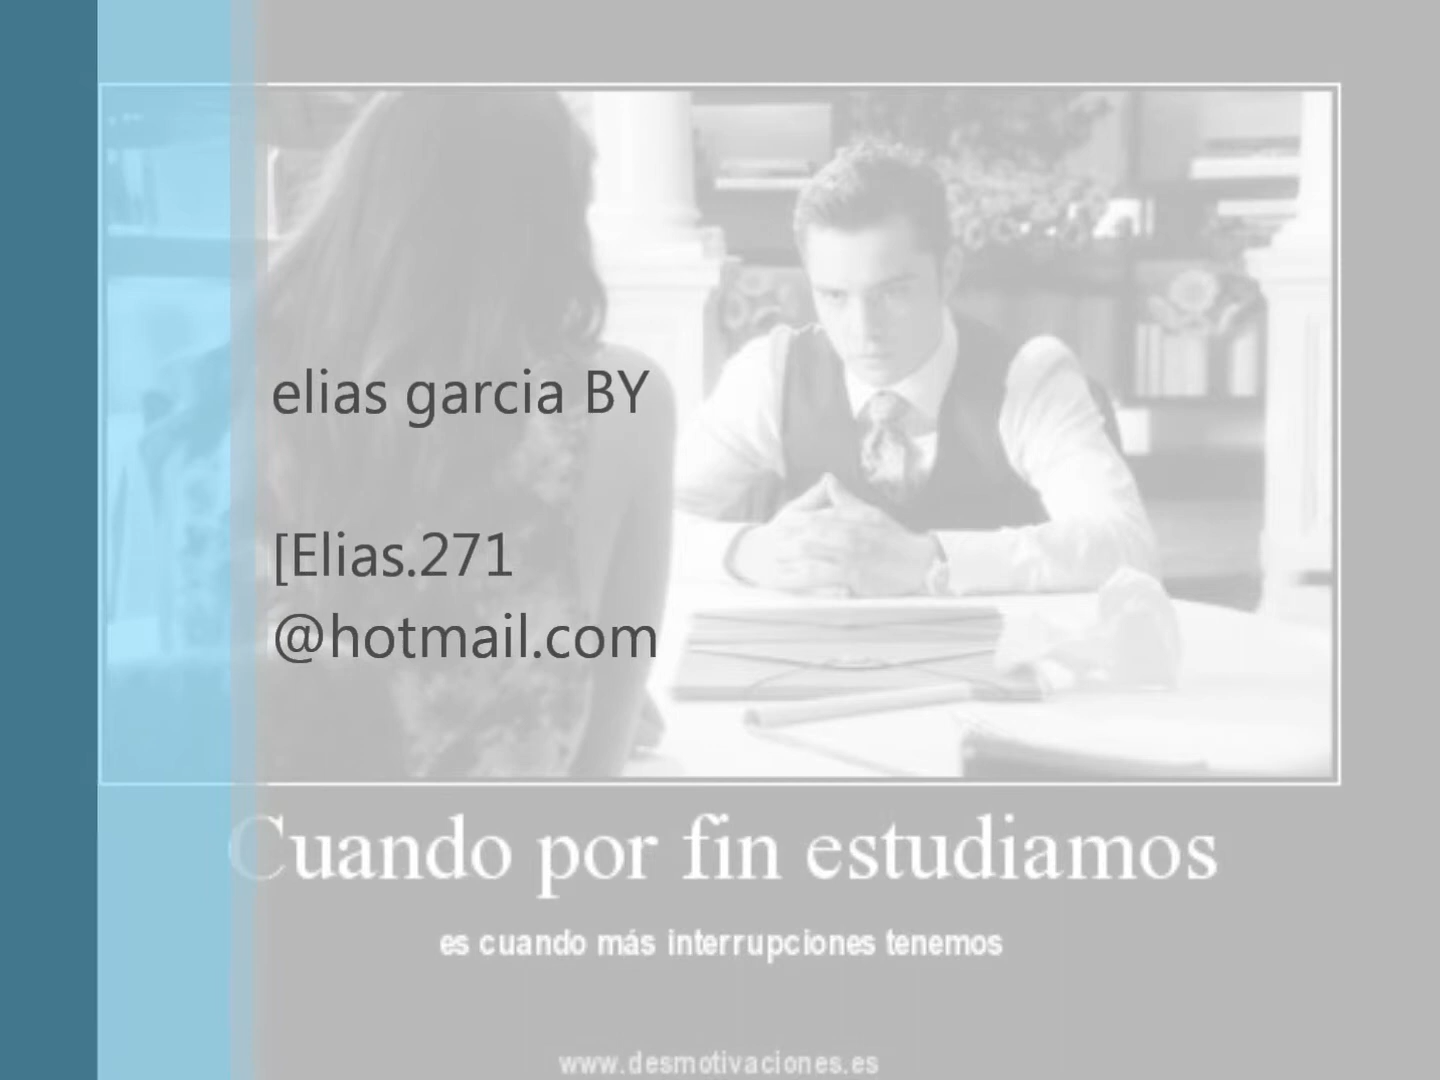 elias garcia BY
[Elias.271
@hotmail.com
Cuando por fin estudiamos
es cuando más interrupciones tenemos
www.desmotivaciones.es